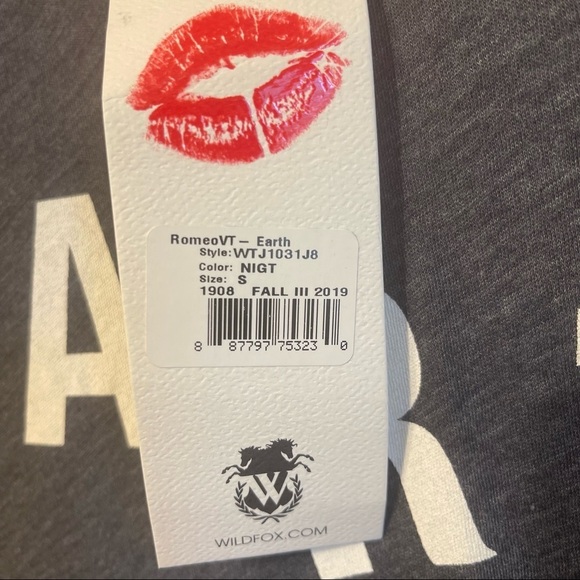 RomeoVT – Earth
Style: WTJ1031J8
Color: NIGT
Size: S
1908 FALL III 2019
8 87797 75323 0
A R
W
WILDFOX.COM